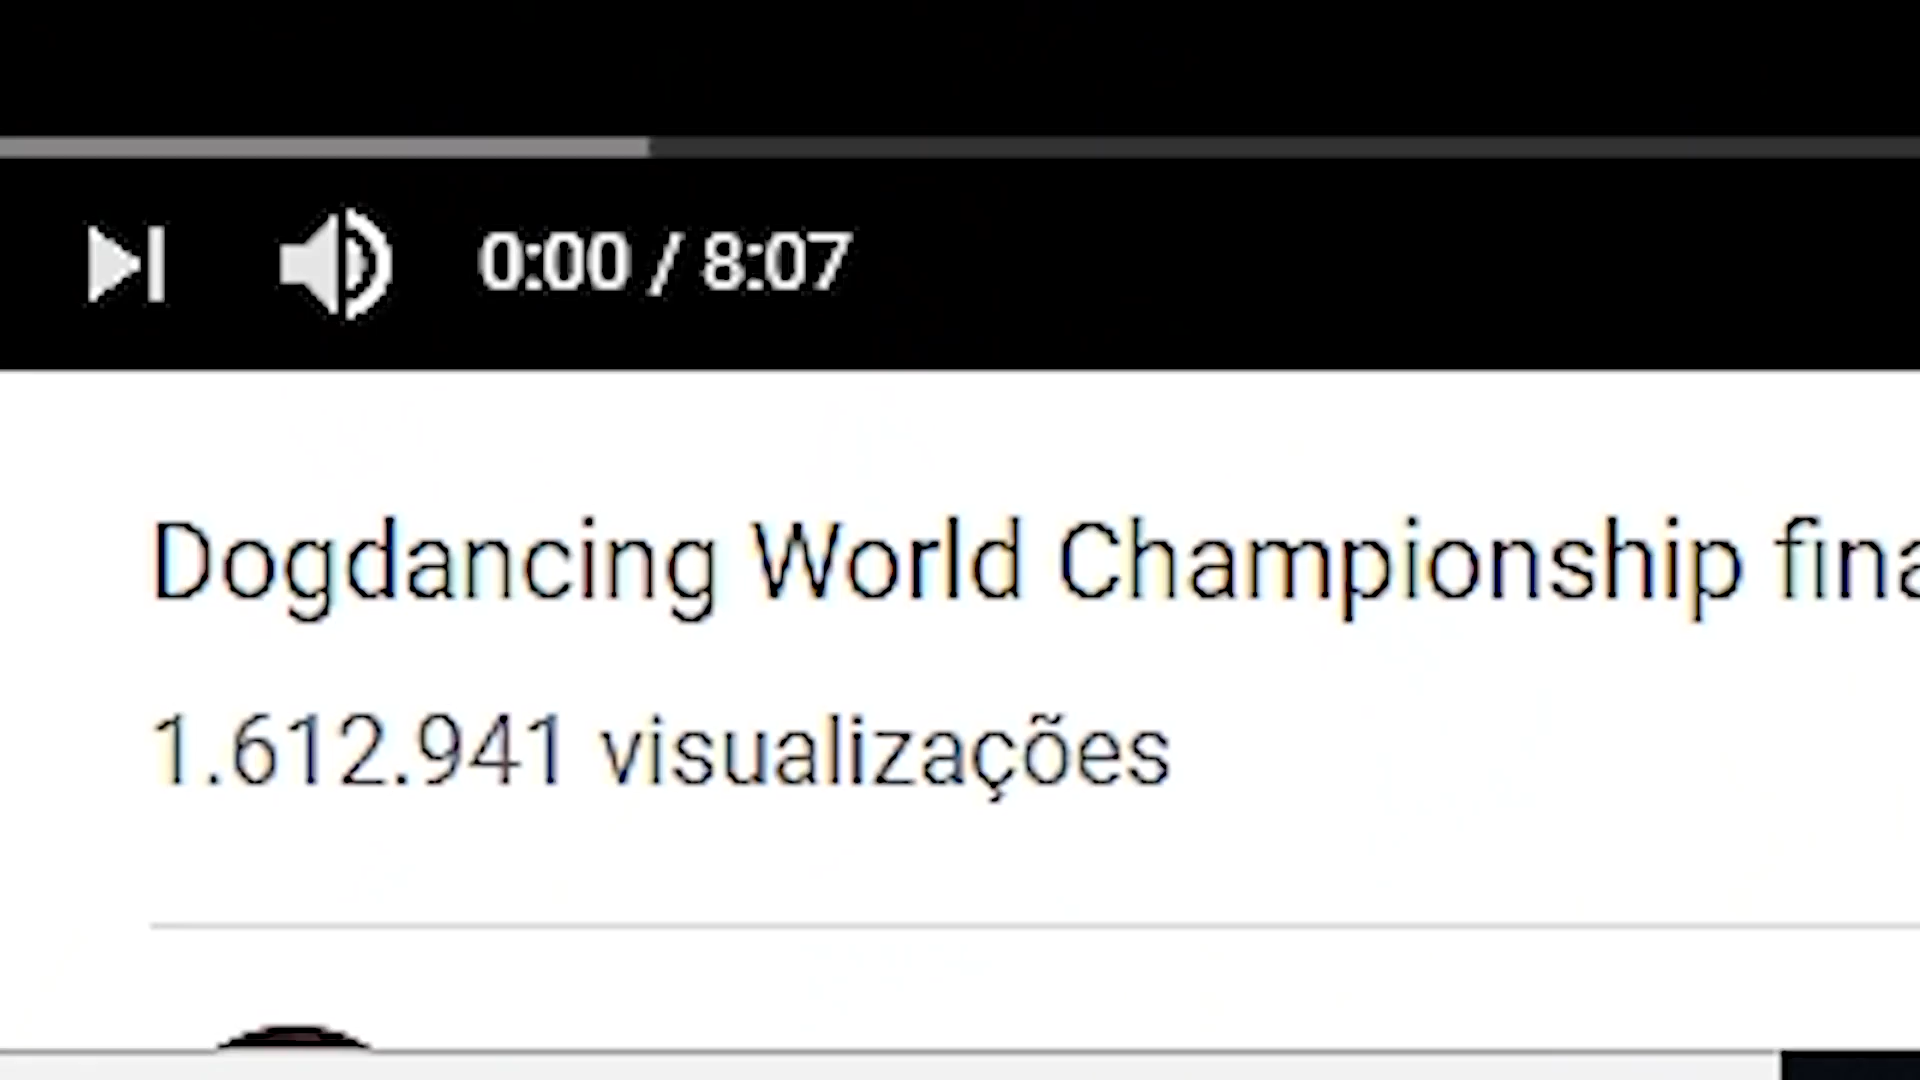 0:00 / 8:07
Dogdancing World Championship fina
1.612.941 visualizações